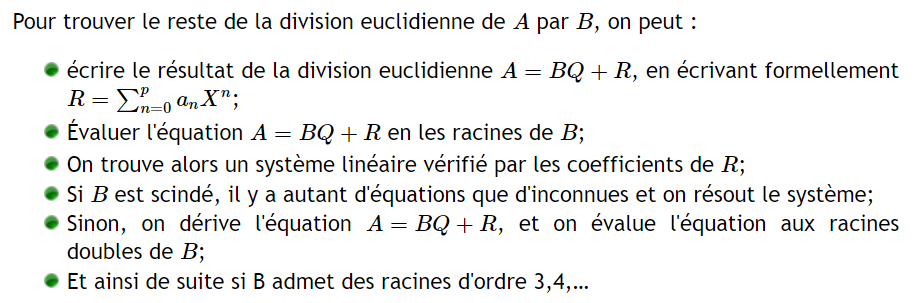 Pour trouver le reste de la division euclidienne de A par B, on peut :
écrire le résultat de la division euclidienne A = BQ + R, en écrivant formellement
R = ∑_{n=0}^{p} a_n X^n;
Évaluer l'équation A = BQ + R en les racines de B;
On trouve alors un système linéaire vérifié par les coefficients de R;
Si B est scindé, il y a autant d'équations que d'inconnues et on résout le système;
Sinon, on dérive l'équation A = BQ + R, et on évalue l'équation aux racines
doubles de B;
Et ainsi de suite si B admet des racines d'ordre 3,4,...